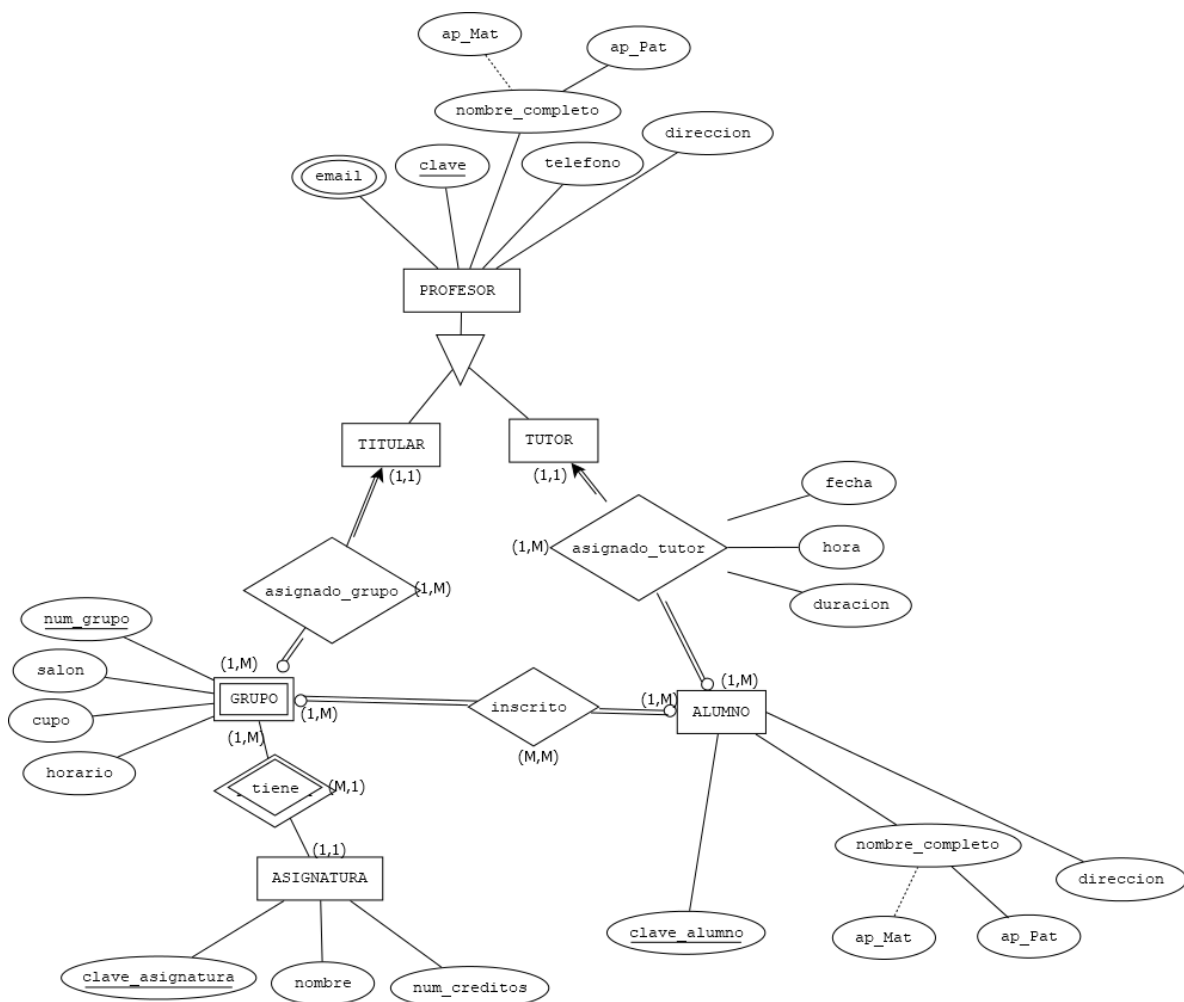 ap_Mat
ap_Pat
nombre_completo
direccion
telefono
clave
email
PROFESOR
TITULAR
TUTOR
(1,1)
(1,1)
fecha
(1,M)
asignado_tutor
hora
asignado_grupo
(1,M)
duracion
num_grupo
salon
(1,M)
(1,M)
GRUPO
(1,M)
inscrito
(1,M)
ALUMNO
cupo
(1,M)
horario
(M,M)
tiene
(M,1)
(1,1)
nombre_completo
ASIGNATURA
direccion
clave_alumno
ap_Mat
ap_Pat
clave_asignatura
nombre
num_creditos